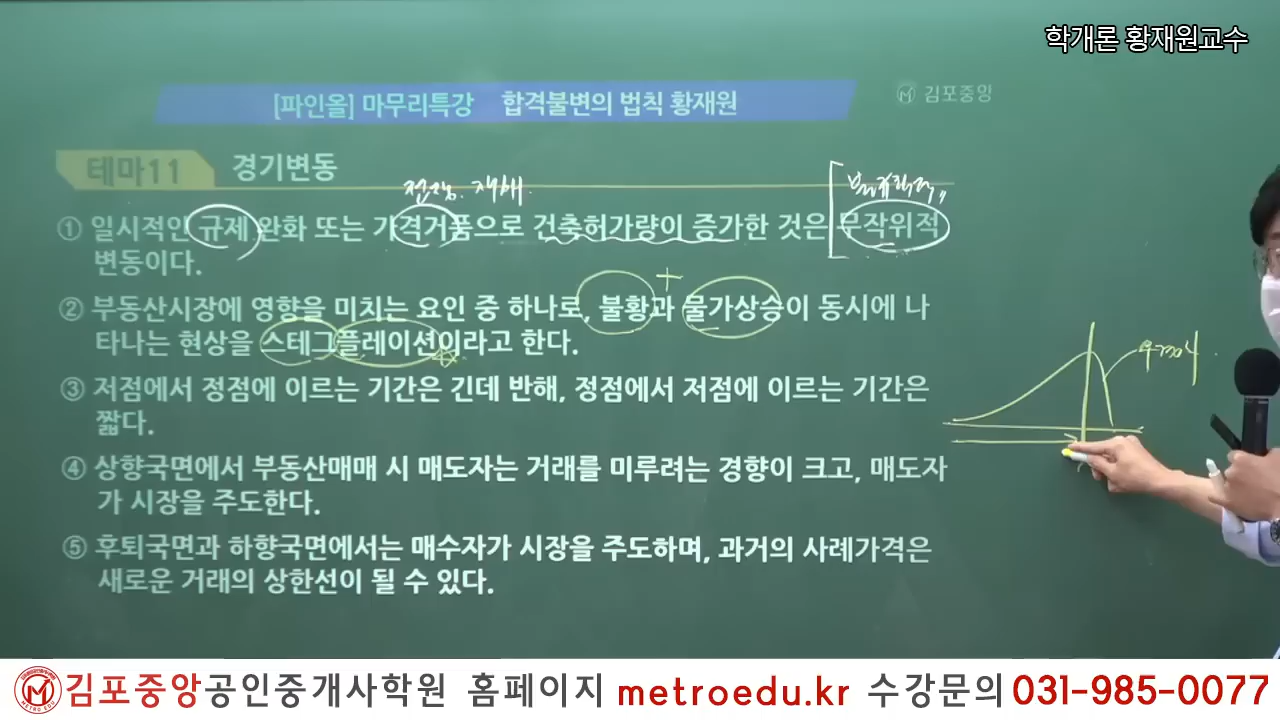 학개론 황재원교수
[파인올] 마무리특강 합격불변의 법칙 황재원
김포중앙
테마11 경기변동
전쟁. 재해.
① 일시적인 규제 완화 또는 가격거품으로 건축허가량이 증가한 것은 무작위적
변동이다.
② 부동산시장에 영향을 미치는 요인 중 하나로, 불황과 물가상승이 동시에 나
타나는 현상을 스테그플레이션이라고 한다.
③ 저점에서 정점에 이르는 기간은 긴데 반해, 정점에서 저점에 이르는 기간은
짧다.
④ 상향국면에서 부동산매매 시 매도자는 거래를 미루려는 경향이 크고, 매도자
가 시장을 주도한다.
⑤ 후퇴국면과 하향국면에서는 매수자가 시장을 주도하며, 과거의 사례가격은
새로운 거래의 상한선이 될 수 있다.
김포중앙공인중개사학원 홈페이지 metroedu.kr 수강문의 031-985-0077